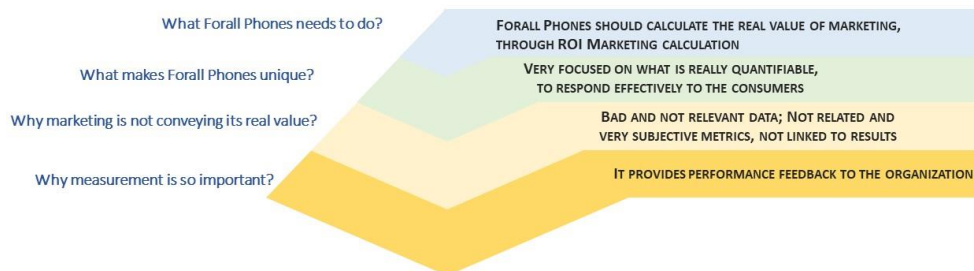 What Forall Phones needs to do?
FORALL PHONES SHOULD CALCULATE THE REAL VALUE OF MARKETING,
THROUGH ROI MARKETING CALCULATION
What makes Forall Phones unique?
VERY FOCUSED ON WHAT IS REALLY QUANTIFIABLE,
TO RESPOND EFFECTIVELY TO THE CONSUMERS
Why marketing is not conveying its real value?
BAD AND NOT RELEVANT DATA; NOT RELATED AND
VERY SUBJECTIVE METRICS, NOT LINKED TO RESULTS
Why measurement is so important?
IT PROVIDES PERFORMANCE FEEDBACK TO THE ORGANIZATION